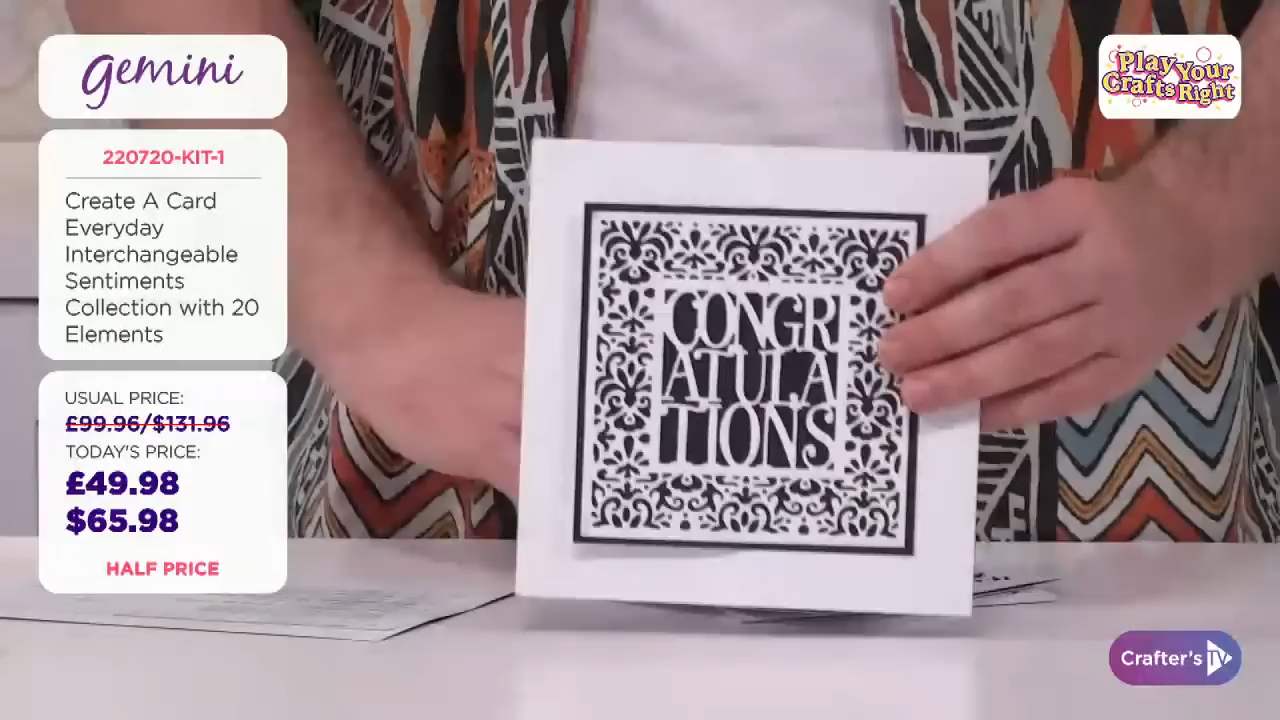 gemini
220720-KIT-1
Create A Card
Everyday
Interchangeable
Sentiments
Collection with 20
Elements
USUAL PRICE:
£99.96/$131.96
TODAY'S PRICE:
£49.98
$65.98
HALF PRICE
CONGR
ATULA
TIONS
Play Your
Crafts Right
Crafter's TV